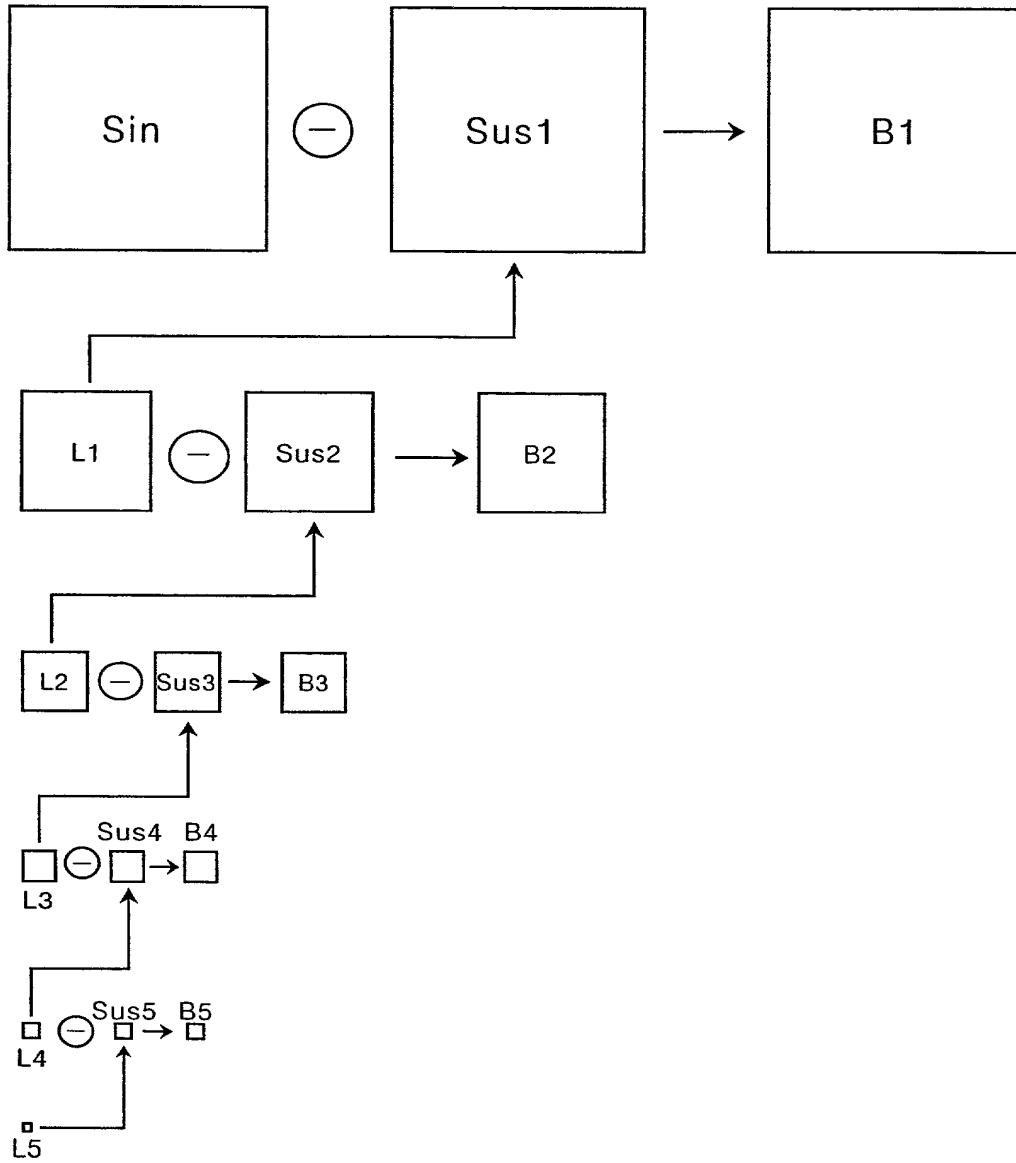 Sin − Sus1 B1
L1 − Sus2 B2
L2 − Sus3 B3
Sus4 B4
−
L3
Sus5 B5
−
L4
L5